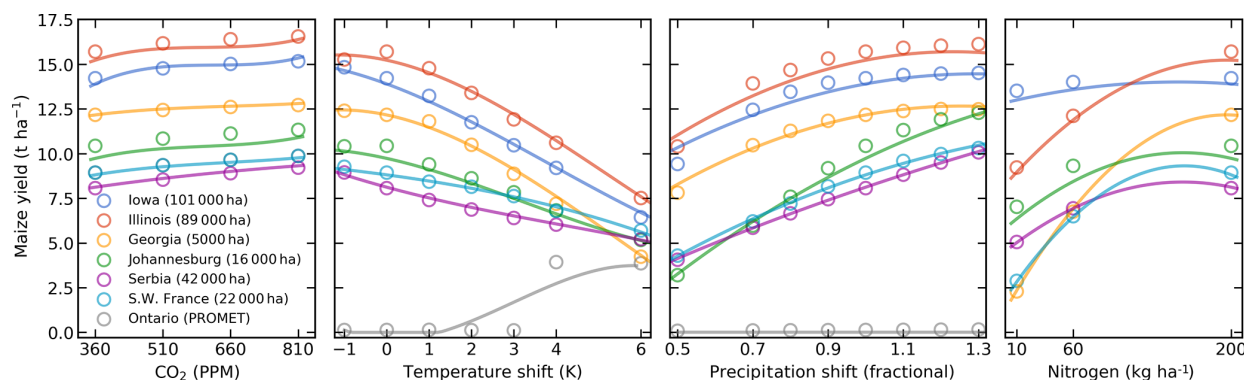 Maize yield (t ha⁻¹)
17.5
15.0
12.5
10.0
7.5
5.0
2.5
0.0
Iowa (101 000 ha)
Illinois (89 000 ha)
Georgia (5000 ha)
Johannesburg (16 000 ha)
Serbia (42 000 ha)
S.W. France (22 000 ha)
Ontario (PROMET)
360 510 660 810
CO₂ (PPM)
−1 0 1 2 3 4 6
Temperature shift (K)
0.5 0.7 0.9 1.1 1.3
Precipitation shift (fractional)
10 60 200
Nitrogen (kg ha⁻¹)